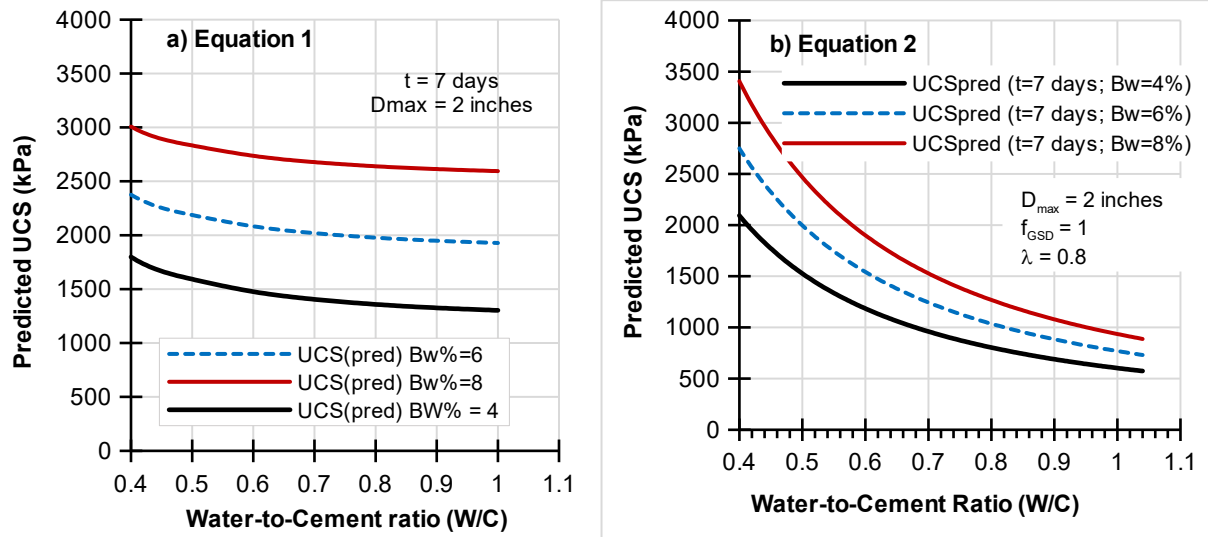 a) Equation 1
t = 7 days
Dmax = 2 inches
4000
3500
3000
2500
2000
1500
1000
500
0
Predicted UCS (kPa)
UCS(pred) Bw%=6
UCS(pred) Bw%=8
UCS(pred) BW% = 4
0.4 0.5 0.6 0.7 0.8 0.9 1 1.1
Water-to-Cement ratio (W/C)
b) Equation 2
UCSpred (t=7 days; Bw=4%)
UCSpred (t=7 days; Bw=6%)
UCSpred (t=7 days; Bw=8%)
Dmax = 2 inches
fGSD = 1
λ = 0.8
4000
3500
3000
2500
2000
1500
1000
500
0
Predicted UCS (kPa)
0.4 0.5 0.6 0.7 0.8 0.9 1 1.1
Water-to-Cement Ratio (W/C)